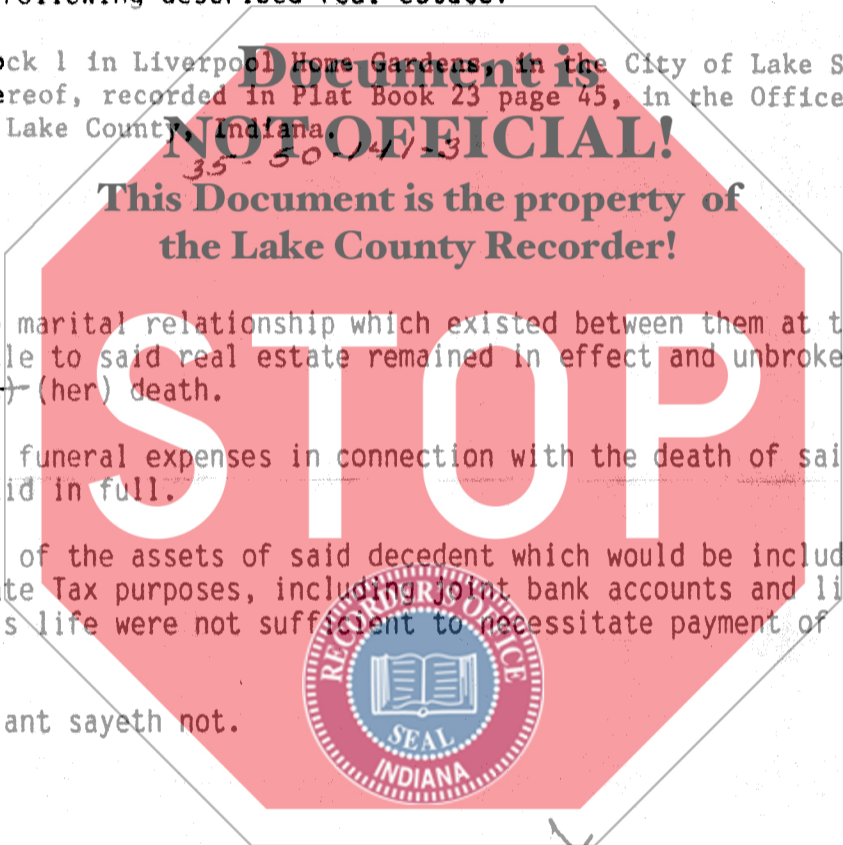 following described real estate:
ock 1 in Liverpool Home Gardens, in the City of Lake S
ereof, recorded in Plat Book 23 page 45, in the Office
Lake County, Indiana.
35-50-141-3
Document is
NOT OFFICIAL!
This Document is the property of
the Lake County Recorder!
marital relationship which existed between them at t
le to said real estate remained in effect and unbroke
) (her) death.
STOP
funeral expenses in connection with the death of sai
id in full.
of the assets of said decedent which would be includ
te Tax purposes, including joint bank accounts and li
s life were not sufficient to necessitate payment of
RECORDER'S OFFICE
SEAL
INDIANA
ant sayeth not.